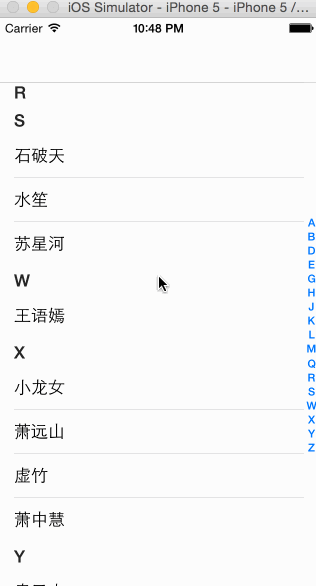 iOS Simulator - iPhone 5 - iPhone 5 /...
Carrier 10:48 PM
R
S
石破天
水笙
苏星河
W
王语嫣
X
小龙女
萧远山
虚竹
萧中慧
Y
A
B
D
E
G
H
J
K
L
M
Q
R
S
W
X
Y
Z